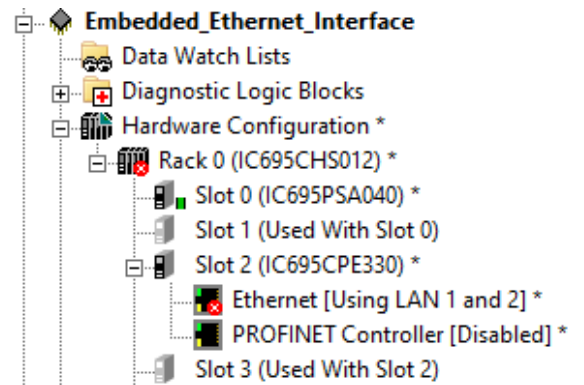 Embedded_Ethernet_Interface
Data Watch Lists
Diagnostic Logic Blocks
Hardware Configuration *
Rack 0 (IC695CHS012) *
Slot 0 (IC695PSA040) *
Slot 1 (Used With Slot 0)
Slot 2 (IC695CPE330) *
Ethernet [Using LAN 1 and 2] *
PROFINET Controller [Disabled] *
Slot 3 (Used With Slot 2)